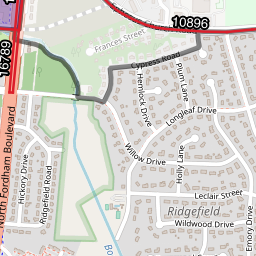 10896
Frances Street
16789
Cypress Road
Hemlock Drive
Plum Lane
Longleaf Drive
Willow Drive
Holly Lane
Hickory Drive
Ridgefield Road
North Fordham Boulevard
Leclair Street
Ridgefield
Wildwood Drive
Emory Drive
Bo